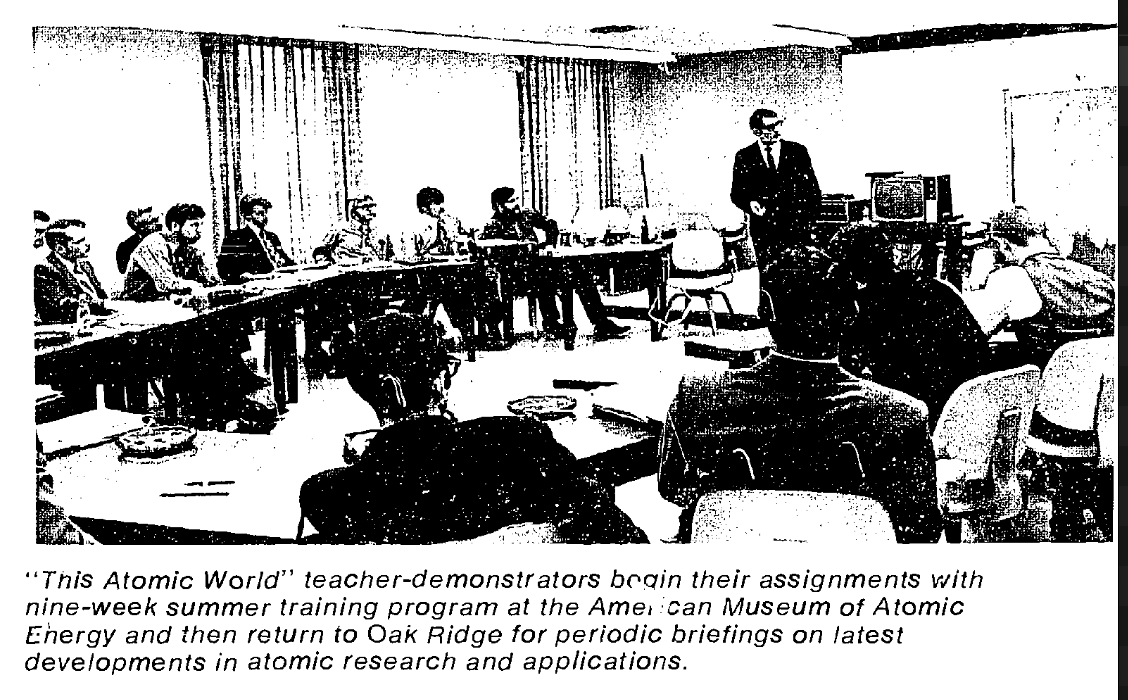 "This Atomic World" teacher-demonstrators begin their assignments with
nine-week summer training program at the American Museum of Atomic
Energy and then return to Oak Ridge for periodic briefings on latest
developments in atomic research and applications.